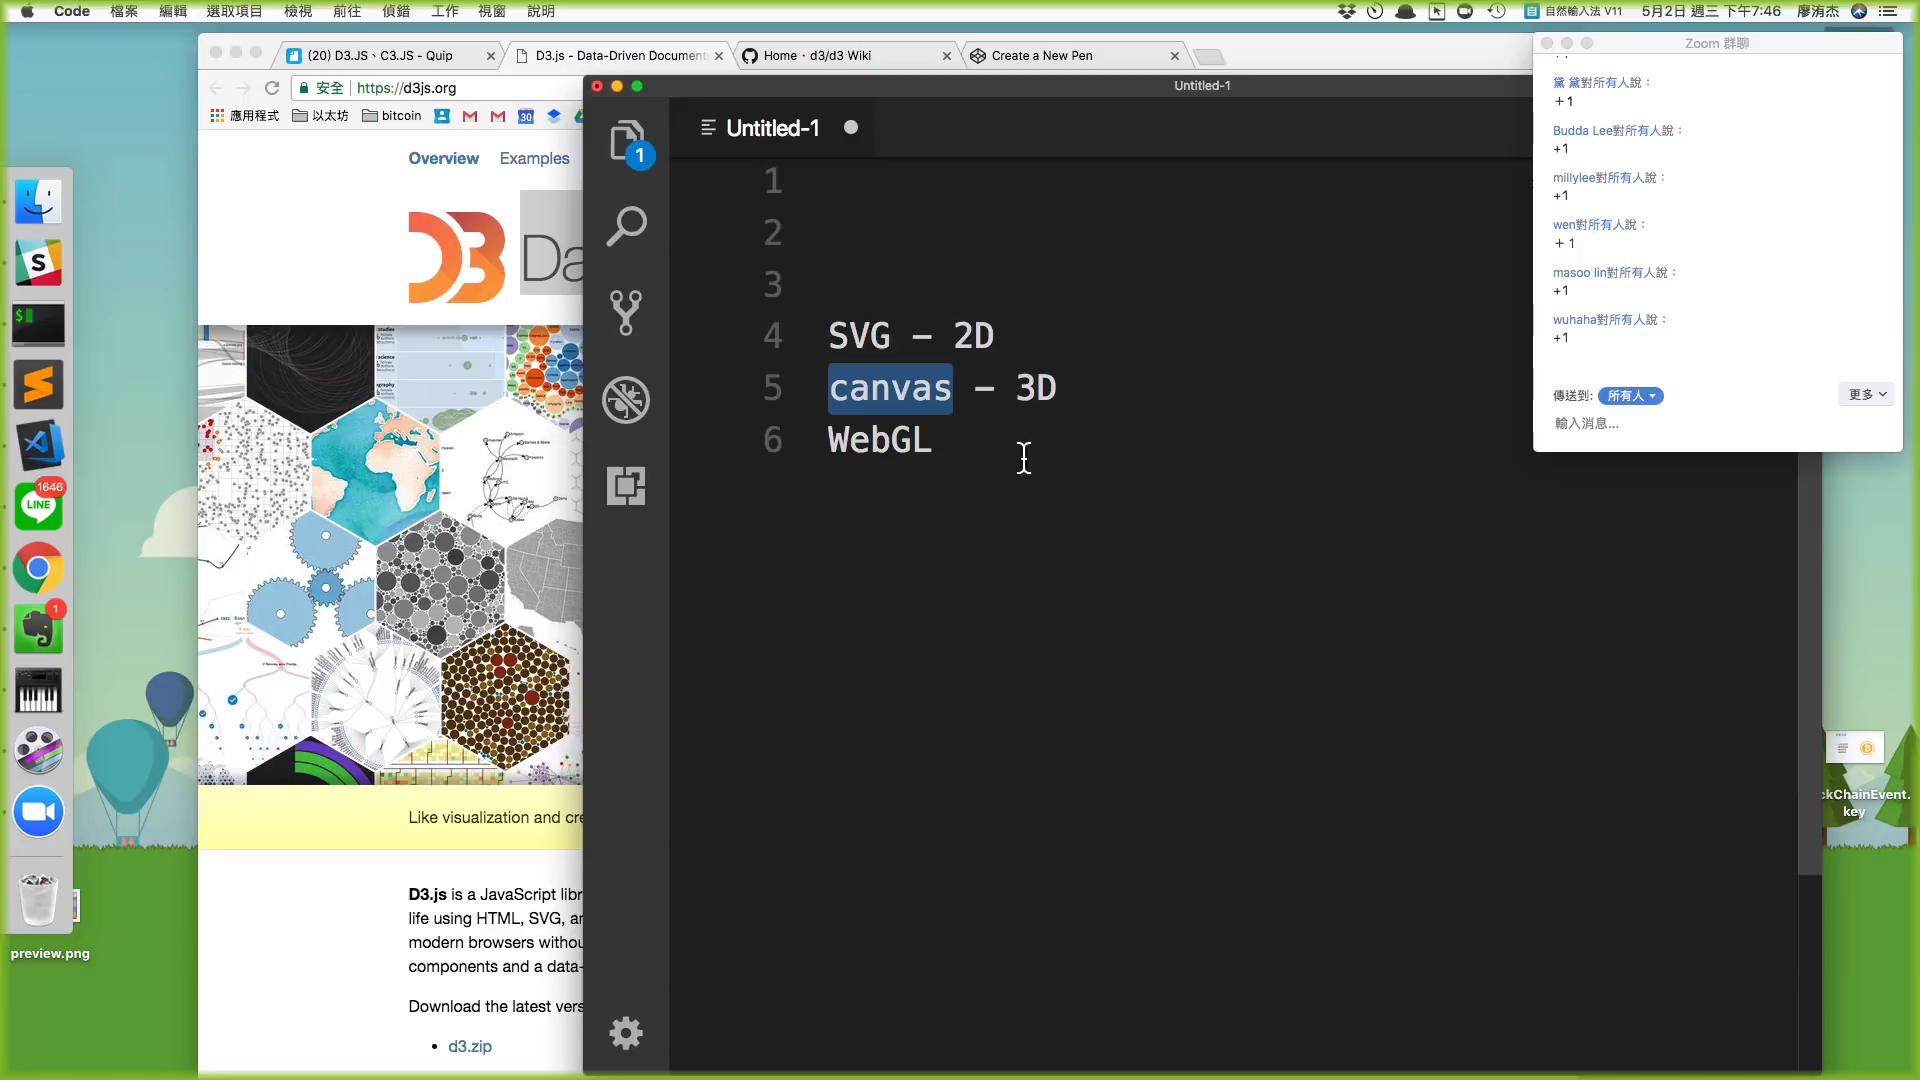 Code 檔案 編輯 選取項目 檢視 前往 偵錯 工作 視窗 說明
自然輸入法 V11 5月2日 週三 下午7:46 廖洧杰
(20) D3.JS、C3.JS - Quip
D3.js - Data-Driven Document
Home · d3/d3 Wiki
Create a New Pen
安全 https://d3js.org
應用程式 以太坊 bitcoin 30
Overview Examples
D3 Da
Like visualization and cre
D3.js is a JavaScript libr
life using HTML, SVG, an
modern browsers withou
components and a data-
Download the latest vers
d3.zip
Untitled-1
1
Untitled-1
1
2
3
4 SVG - 2D
5 canvas - 3D
6 WebGL
Zoom 群聊
黛 黛對所有人說：
＋1
Budda Lee對所有人說：
+1
millylee對所有人說：
+1
wen對所有人說：
＋1
masoo lin對所有人說：
+1
wuhaha對所有人說：
+1
傳送到: 所有人 更多
輸入消息...
S
$
1646
LINE
1
preview.png
ckChainEvent.
key